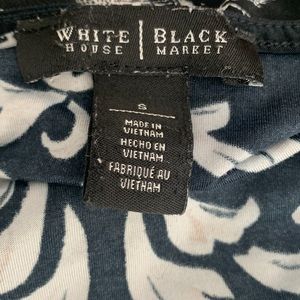 WHITE | BLACK
HOUSE | MARKET
S
MADE IN
VIETNAM
HECHO EN
VIETNAM
FABRIQUÉ AU
VIETNAM